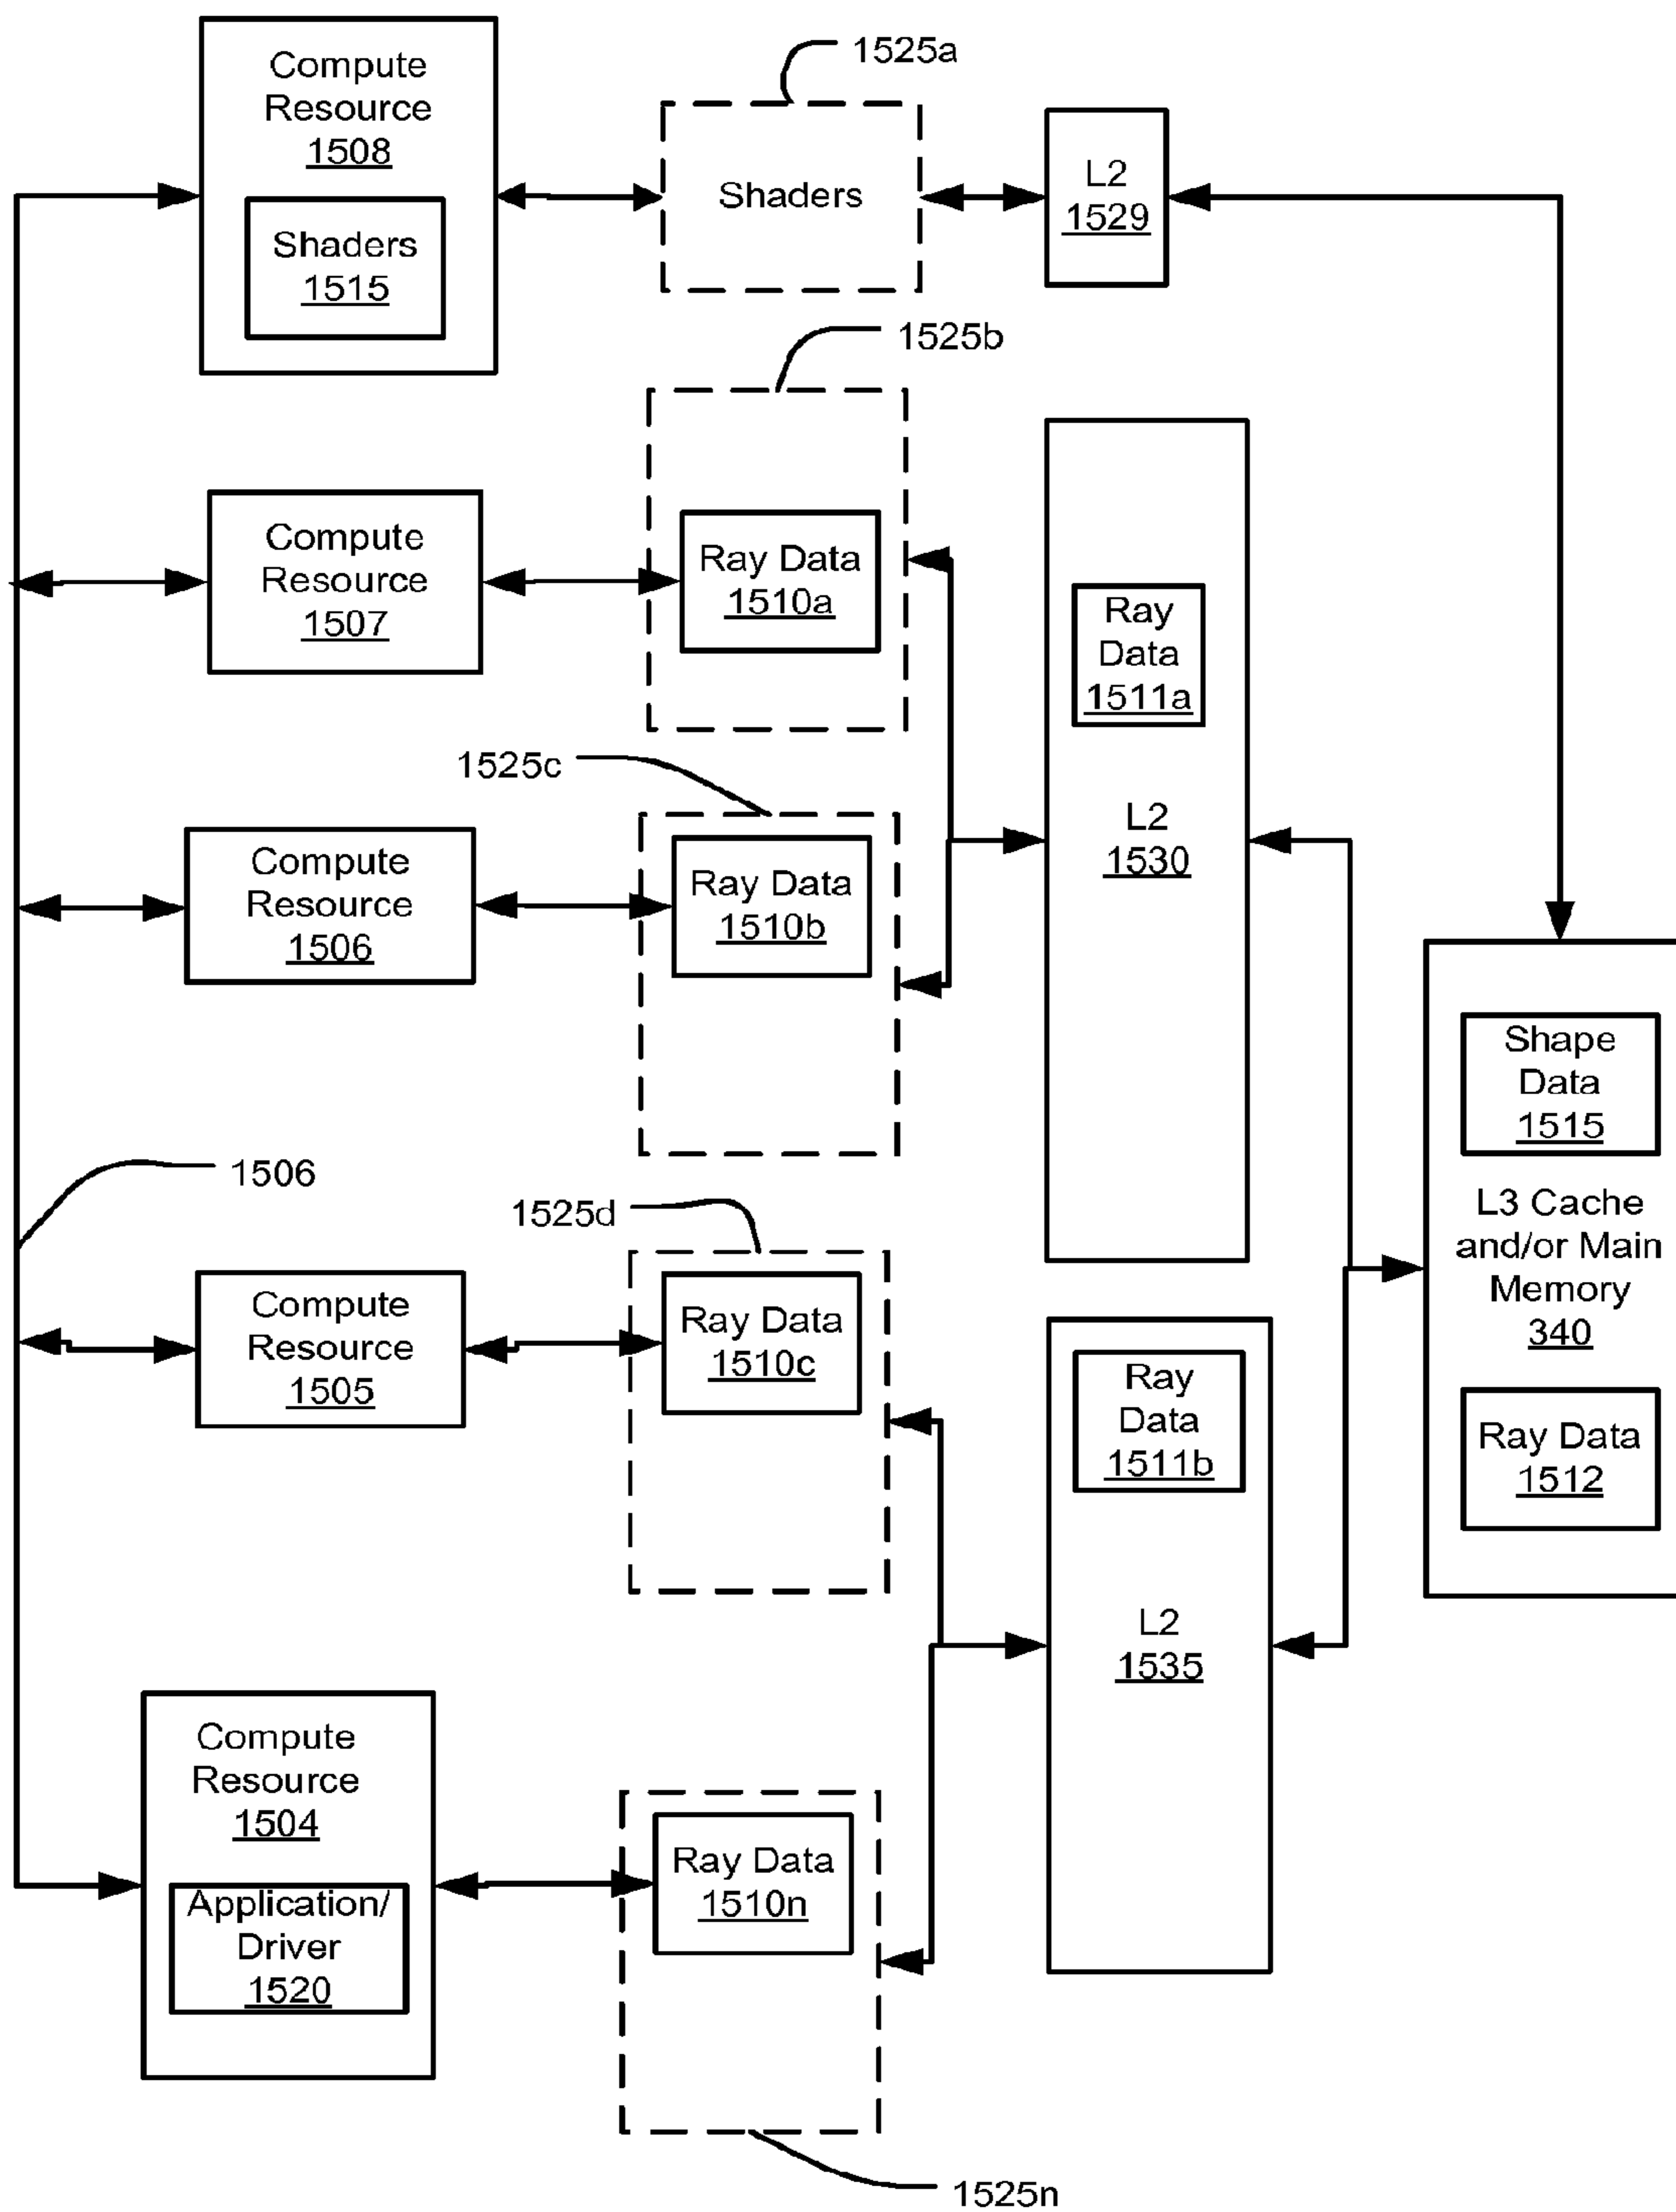 1525a
Compute
Resource
1508
Shaders
1515
Shaders
L2
1529
1525b
Compute
Resource
1507
Ray Data
1510a
Ray
Data
1511a
L2
1530
1525c
Compute
Resource
1506
Ray Data
1510b
Shape
Data
1515
L3 Cache
and/or Main
Memory
340
Ray Data
1512
1506
1525d
Compute
Resource
1505
Ray Data
1510c
Ray
Data
1511b
L2
1535
Compute
Resource
1504
Application/
Driver
1520
Ray Data
1510n
1525n